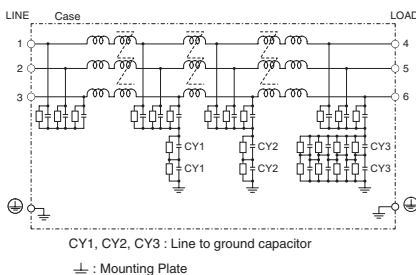 LINE Case LOAD
1 4
2 5
3 6
CY1 CY2 CY3
CY1 CY2 CY3
CY1, CY2, CY3 : Line to ground capacitor
: Mounting Plate